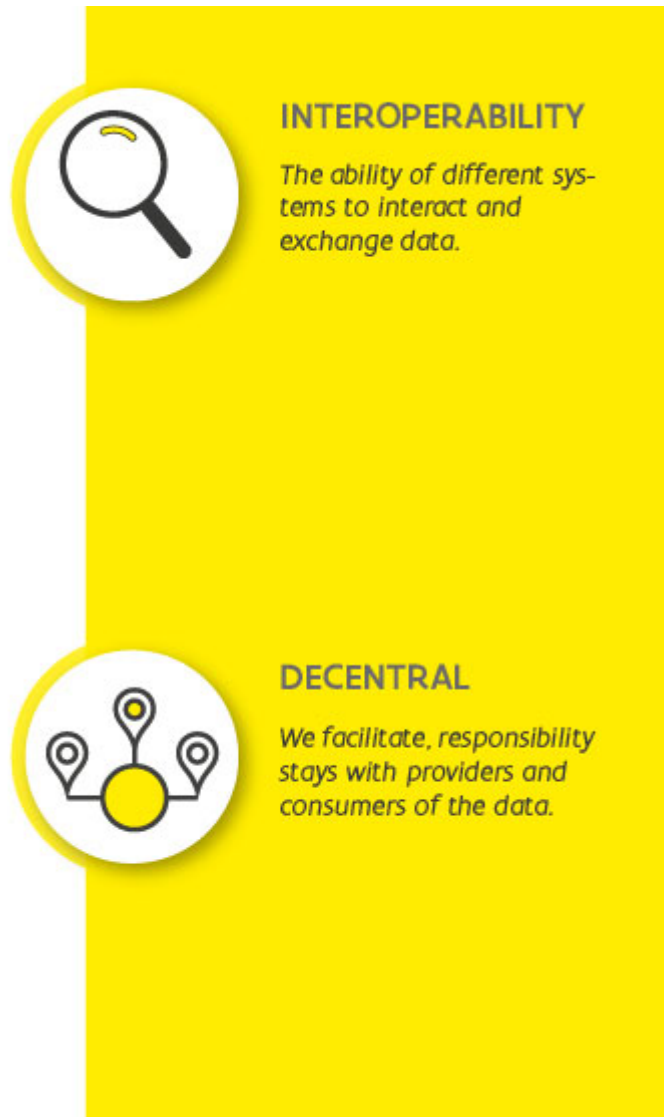 INTEROPERABILITY
The ability of different sys-
tems to interact and
exchange data.
DECENTRAL
We facilitate, responsibility
stays with providers and
consumers of the data.